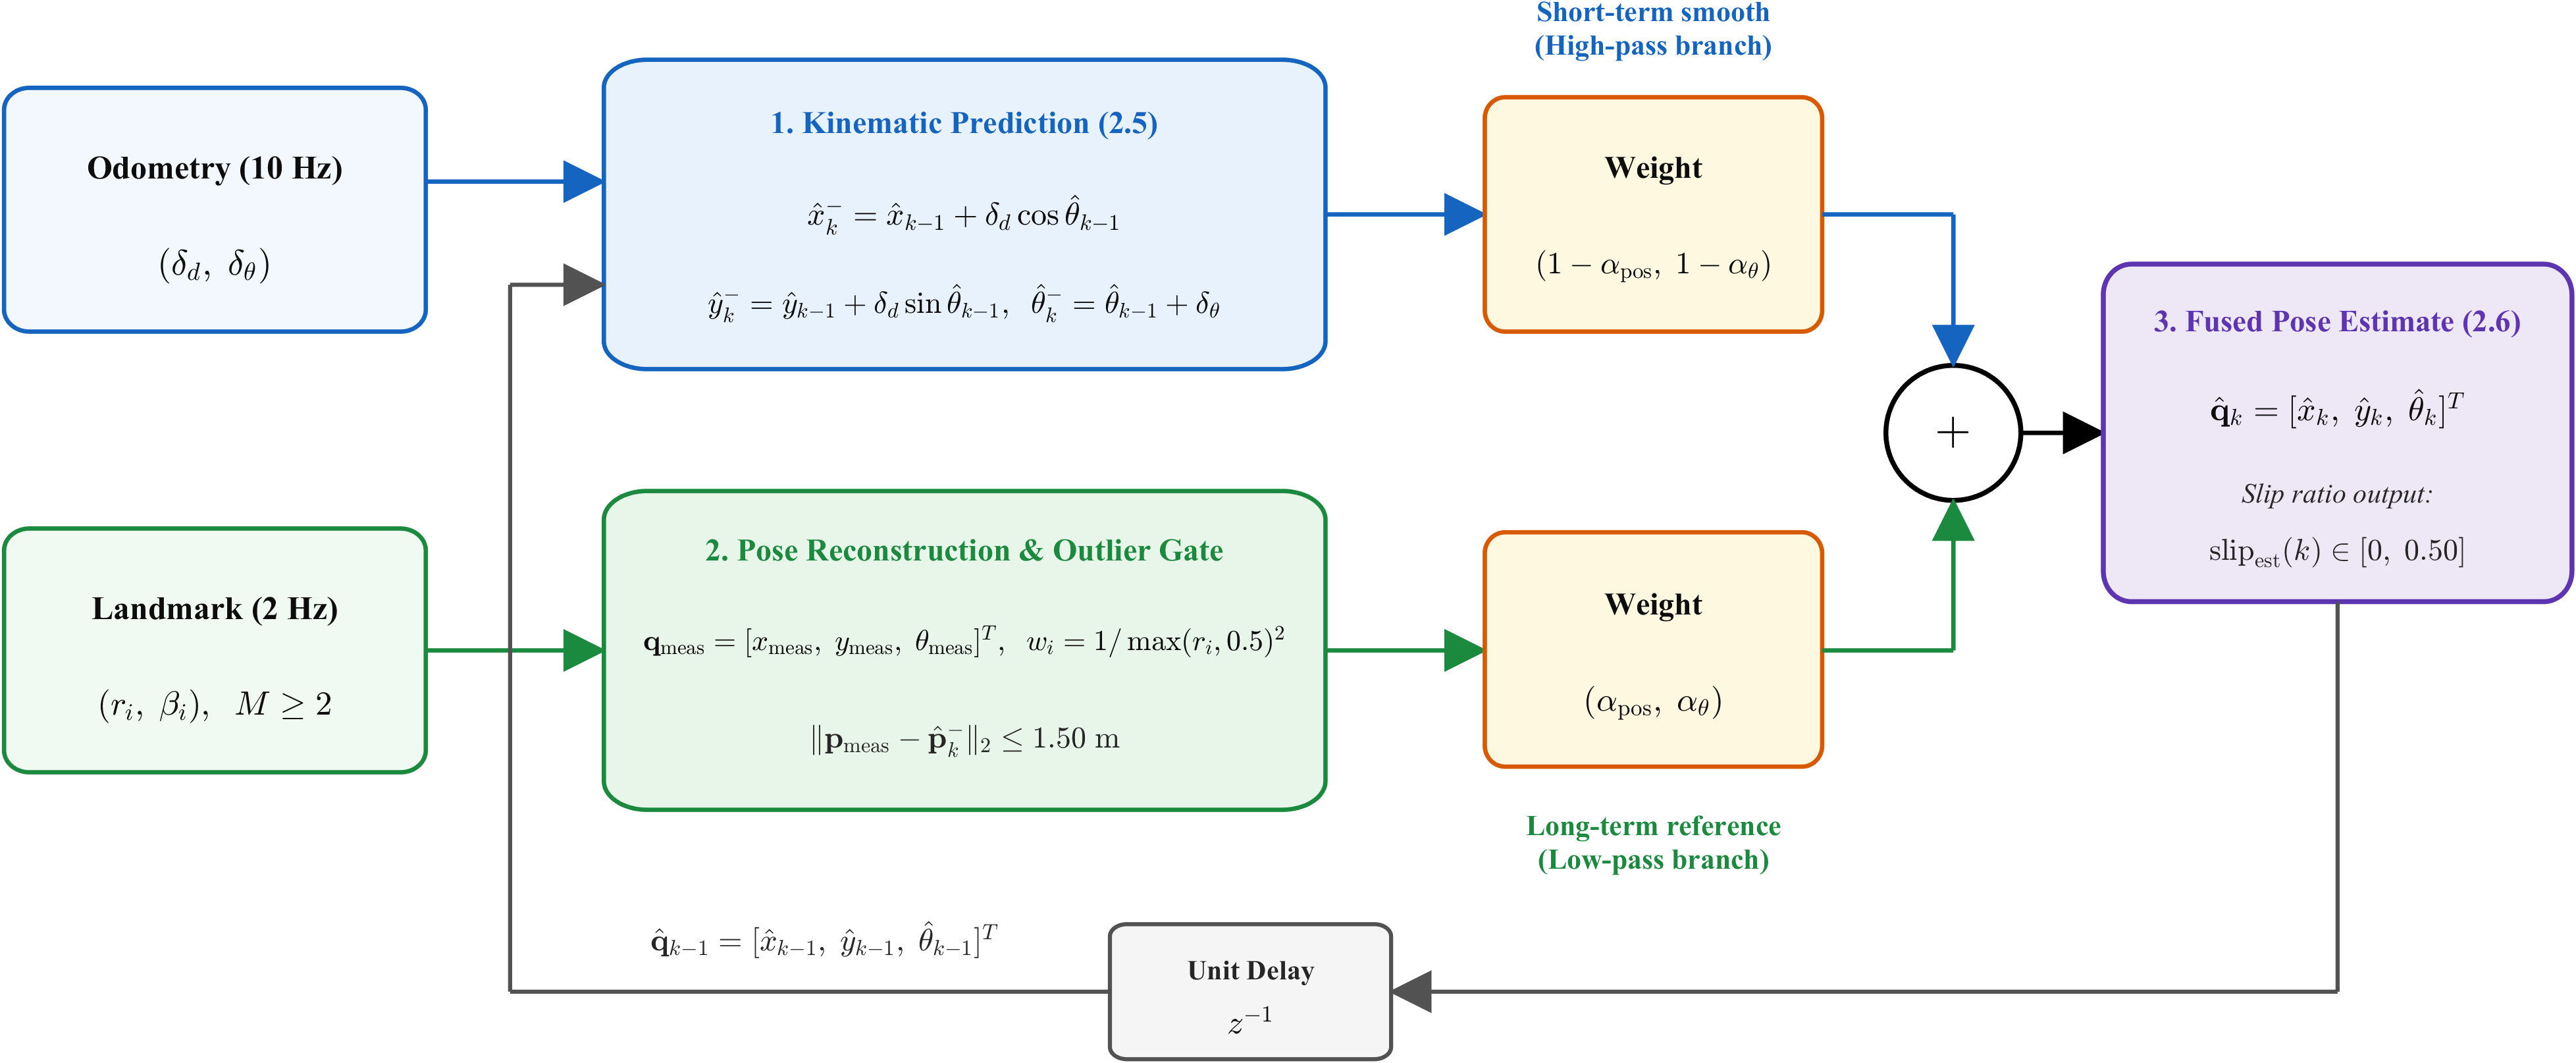 Short-term smooth
(High-pass branch)
Odometry (10 Hz)
(δ_d, δ_θ)
1. Kinematic Prediction (2.5)
x̂_k^- = x̂_{k−1} + δ_d cos θ̂_{k−1}
ŷ_k^- = ŷ_{k−1} + δ_d sin θ̂_{k−1}, θ̂_k^- = θ̂_{k−1} + δ_θ
Weight
(1 − α_pos, 1 − α_θ)
+
3. Fused Pose Estimate (2.6)
q̂_k = [x̂_k, ŷ_k, θ̂_k]^T
Slip ratio output:
slip_est(k) ∈ [0, 0.50]
Landmark (2 Hz)
(r_i, β_i), M ≥ 2
2. Pose Reconstruction & Outlier Gate
q_meas = [x_meas, y_meas, θ_meas]^T, w_i = 1/ max(r_i, 0.5)^2
‖p_meas − p̂_k^-‖_2 ≤ 1.50 m
Weight
(α_pos, α_θ)
Long-term reference
(Low-pass branch)
q̂_{k−1} = [x̂_{k−1}, ŷ_{k−1}, θ̂_{k−1}]^T
Unit Delay
z^{−1}